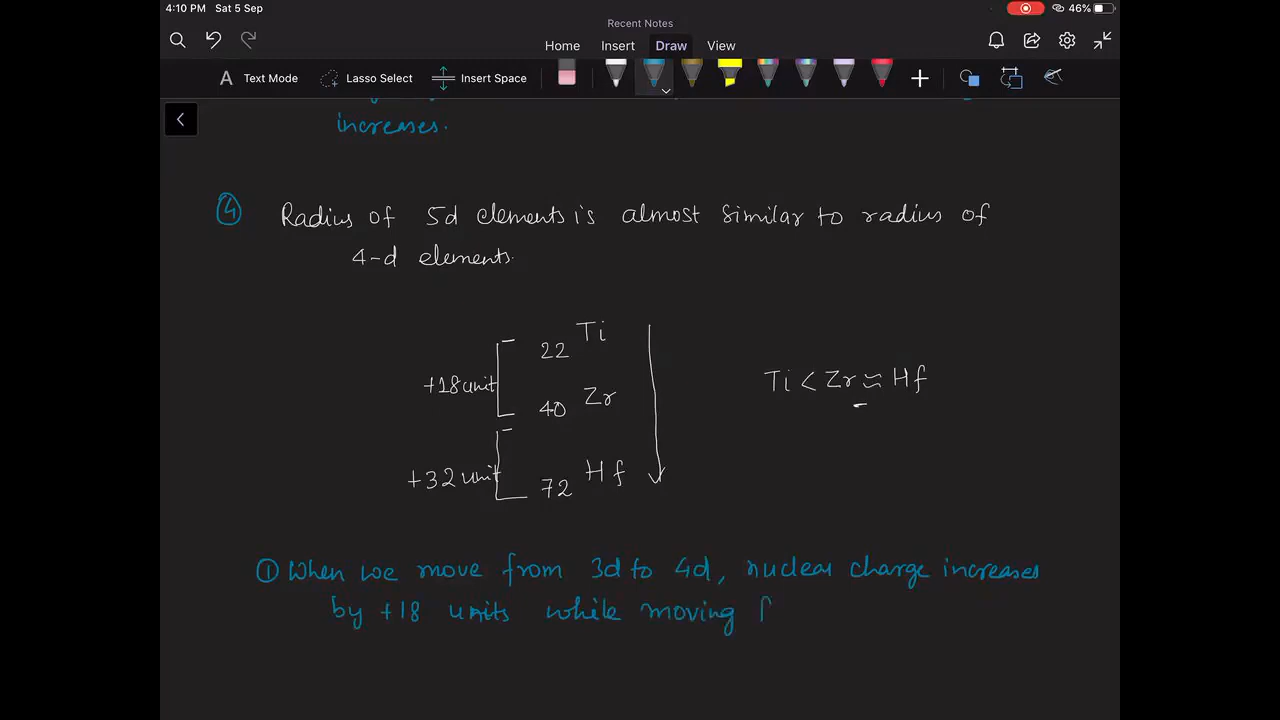 4:10 PM Sat 5 Sep
46%
Recent Notes
Home Insert Draw View
Text Mode Lasso Select Insert Space
increases.
④ Radius of 5d elements is almost similar to radius of
4-d elements.
22 Ti
+18 unit
40 Zr
Ti < Zr ≈ Hf
+32 unit
72 Hf
① When we move from 3d to 4d, nuclear charge increases
by +18 units while moving